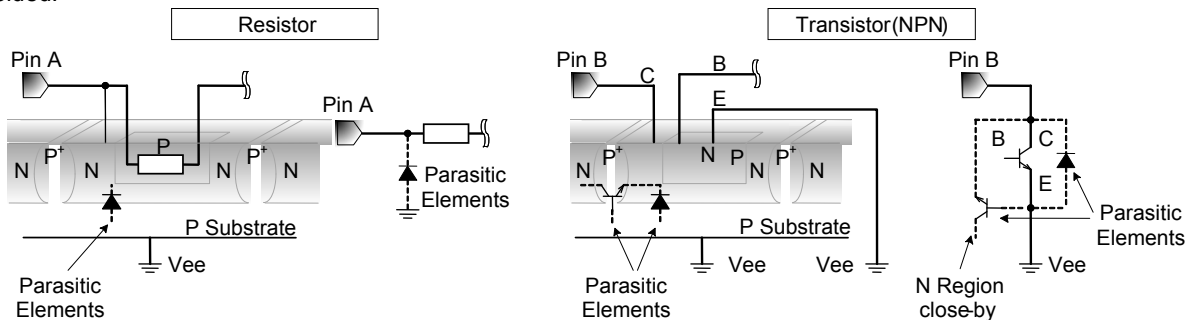 Resistor
Transistor(NPN)
Pin A
Pin A
N
P+
N
P
N
P+
N
Parasitic
Elements
P Substrate
Vee
Parasitic
Elements
Pin B
C
B
E
N
P+
N
P
P+
N
N
P Substrate
Vee
Vee
Parasitic
Elements
Pin B
B
C
E
Parasitic
Elements
Vee
N Region
close-by